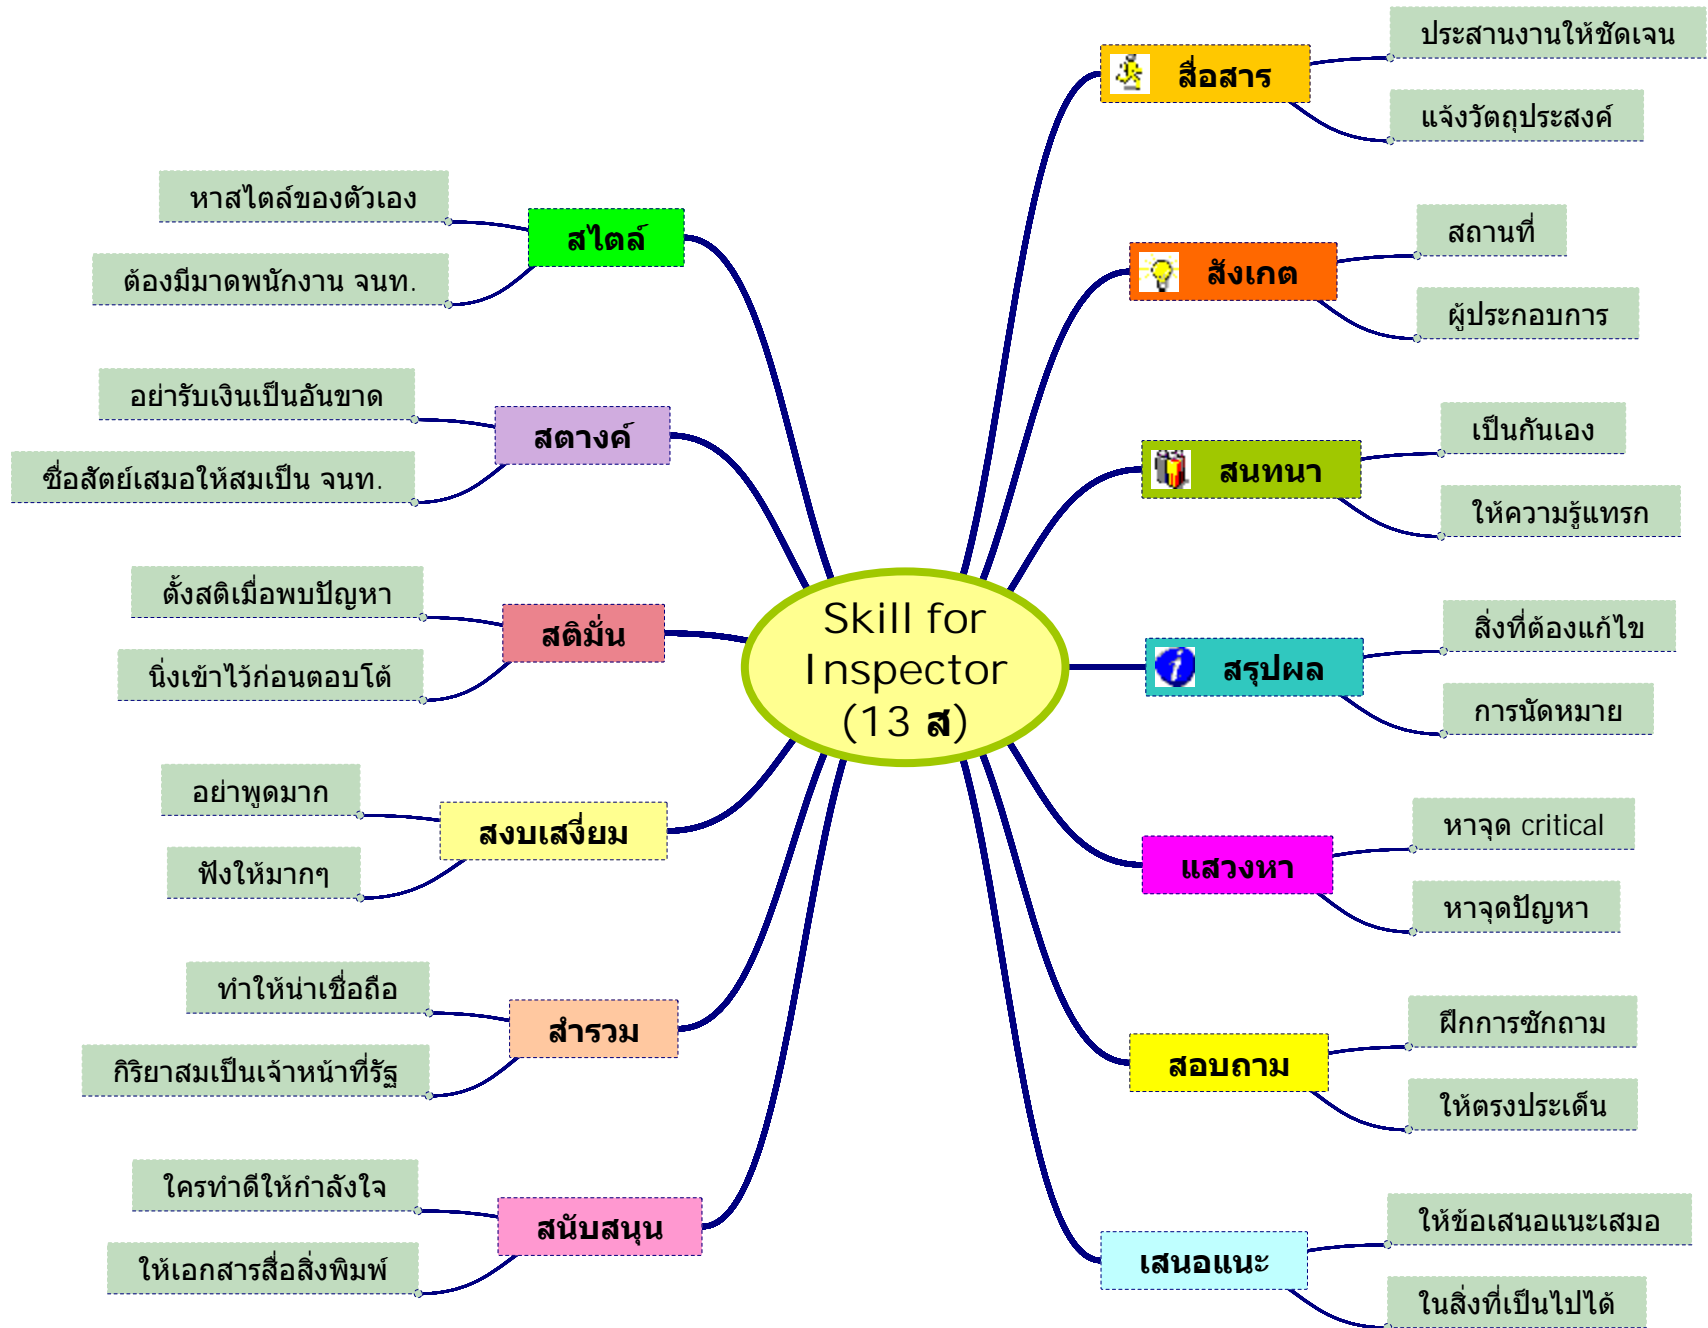 Skill for
Inspector
(13 ส)
สื่อสาร
ประสานงานให้ชัดเจน
แจ้งวัตถุประสงค์
สังเกต
สถานที่
ผู้ประกอบการ
สนทนา
เป็นกันเอง
ให้ความรู้แทรก
สรุปผล
สิ่งที่ต้องแก้ไข
การนัดหมาย
แสวงหา
หาจุด critical
หาจุดปัญหา
สอบถาม
ฝึกการซักถาม
ให้ตรงประเด็น
เสนอแนะ
ให้ข้อเสนอแนะเสมอ
ในสิ่งที่เป็นไปได้
สไตล์
หาสไตล์ของตัวเอง
ต้องมีมาดพนักงาน จนท.
สตางค์
อย่ารับเงินเป็นอันขาด
ซื่อสัตย์เสมอให้สมเป็น จนท.
สติมั่น
ตั้งสติเมื่อพบปัญหา
นิ่งเข้าไว้ก่อนตอบโต้
สงบเสงี่ยม
อย่าพูดมาก
ฟังให้มากๆ
สำรวม
ทำให้น่าเชื่อถือ
กิริยาสมเป็นเจ้าหน้าที่รัฐ
สนับสนุน
ใครทำดีให้กำลังใจ
ให้เอกสารสื่อสิ่งพิมพ์